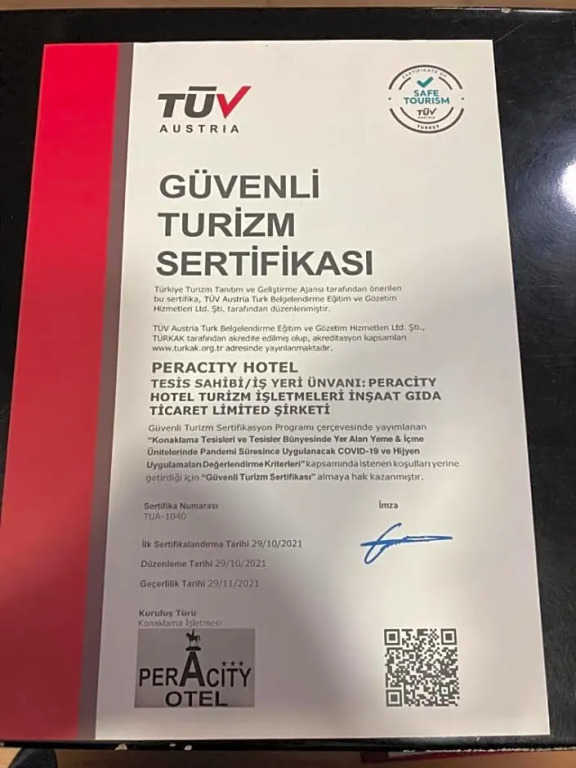 TÜV
AUSTRIA
CERTIFICATE BY
SAFE
TOURISM
TÜV
AUSTRIA
TURKEY
GÜVENLİ
TURİZM
SERTİFİKASI
Türkiye Turizm Tanıtım ve Geliştirme Ajansı tarafından önerilen
bu sertifika, TÜV Austria Turk Belgelendirme Eğitim ve Gözetim
Hizmetleri Ltd. Şti. tarafından düzenlenmiştir.
TÜV Austria Turk Belgelendirme Eğitim ve Gözetim Hizmetleri Ltd. Şti.,
TÜRKAK tarafından akredite edilmiş olup, akreditasyon kapsamları
www.turkak.org.tr adresinde yayınlanmaktadır.
PERACITY HOTEL
TESİS SAHİBİ/İŞ YERİ ÜNVANI: PERACİTY
HOTEL TURİZM İŞLETMELERİ İNŞAAT GIDA
TİCARET LİMİTED ŞİRKETİ
Güvenli Turizm Sertifikasyon Programı çerçevesinde yayımlanan
"Konaklama Tesisleri ve Tesisler Bünyesinde Yer Alan Yeme & İçme
Ünitelerinde Pandemi Süresince Uygulanacak COVID-19 ve Hijyen
Uygulamaları Değerlendirme Kriterleri" kapsamında istenen koşulları yerine
getirdiği için "Güvenli Turizm Sertifikası" almaya hak kazanmıştır.
Sertifika Numarası
TUA-1040
İmza
İlk Sertifikalandırma Tarihi 29/10/2021
Düzenleme Tarihi 29/10/2021
Geçerlilik Tarihi 29/11/2021
Kuruluş Türü
Konaklama İşletmesi
PERACITY
OTEL